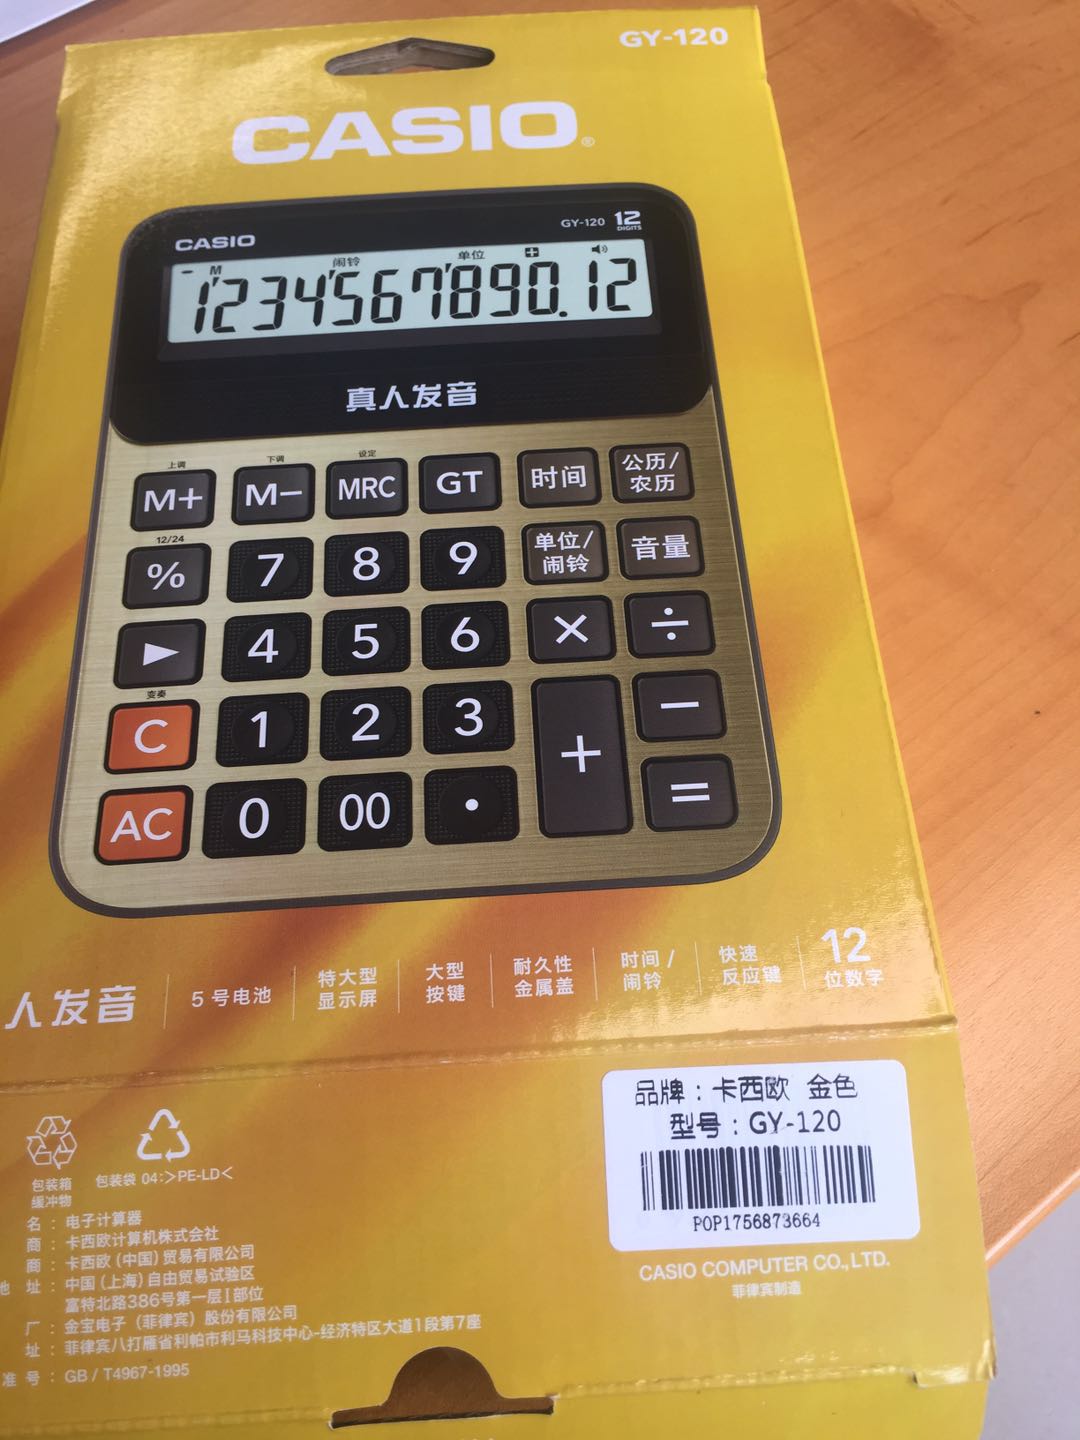 GY-120
CASIO®
CASIO GY-120 12 DIGITS
M 闹铃 单位
1'234'567'890.12
真人发音
上调 下调 设定
M+ M− MRC GT 时间 公历/农历
12/24
% 7 8 9 单位/闹铃 音量
▶ 4 5 6 × ÷
变奏
C 1 2 3 + −
AC 0 00 · =
人发音 5号电池 特大型显示屏 大型按键 耐久性金属盖 时间/闹铃 快速反应键 12位数字
品牌：卡西欧 金色
型号：GY-120
POP1756873664
CASIO COMPUTER CO.,LTD.
菲律宾制造
包装箱
缓冲物
包装袋 04:>PE-LD<
名：电子计算器
商：卡西欧计算机株式会社
商：卡西欧(中国)贸易有限公司
地 址：中国(上海)自由贸易试验区
富特北路386号第一层I部位
厂：金宝电子(菲律宾)股份有限公司
址：菲律宾八打雁省利帕市利马科技中心-经济特区大道1段第7座
准号：GB/T4967-1995